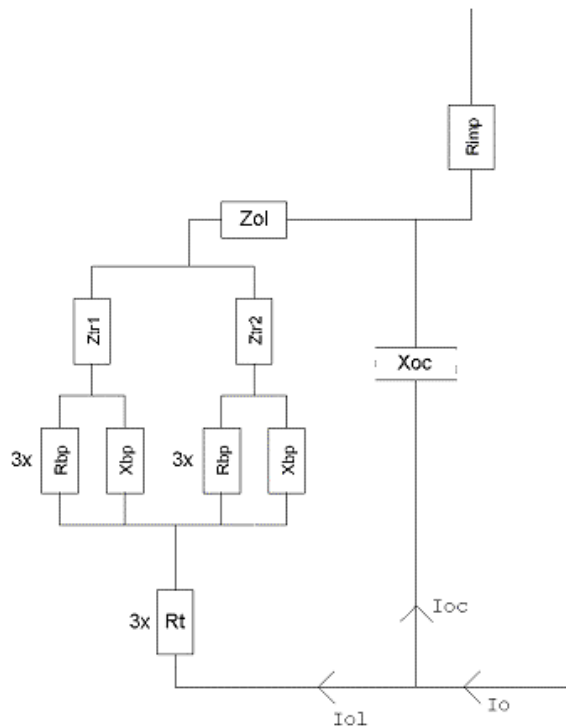 Rimp
Zol
Ztr1
Ztr2
Xoc
3x
Rbp
Xbp
3x
Rbp
Xbp
Ioc
3x
Rt
Iol
Io